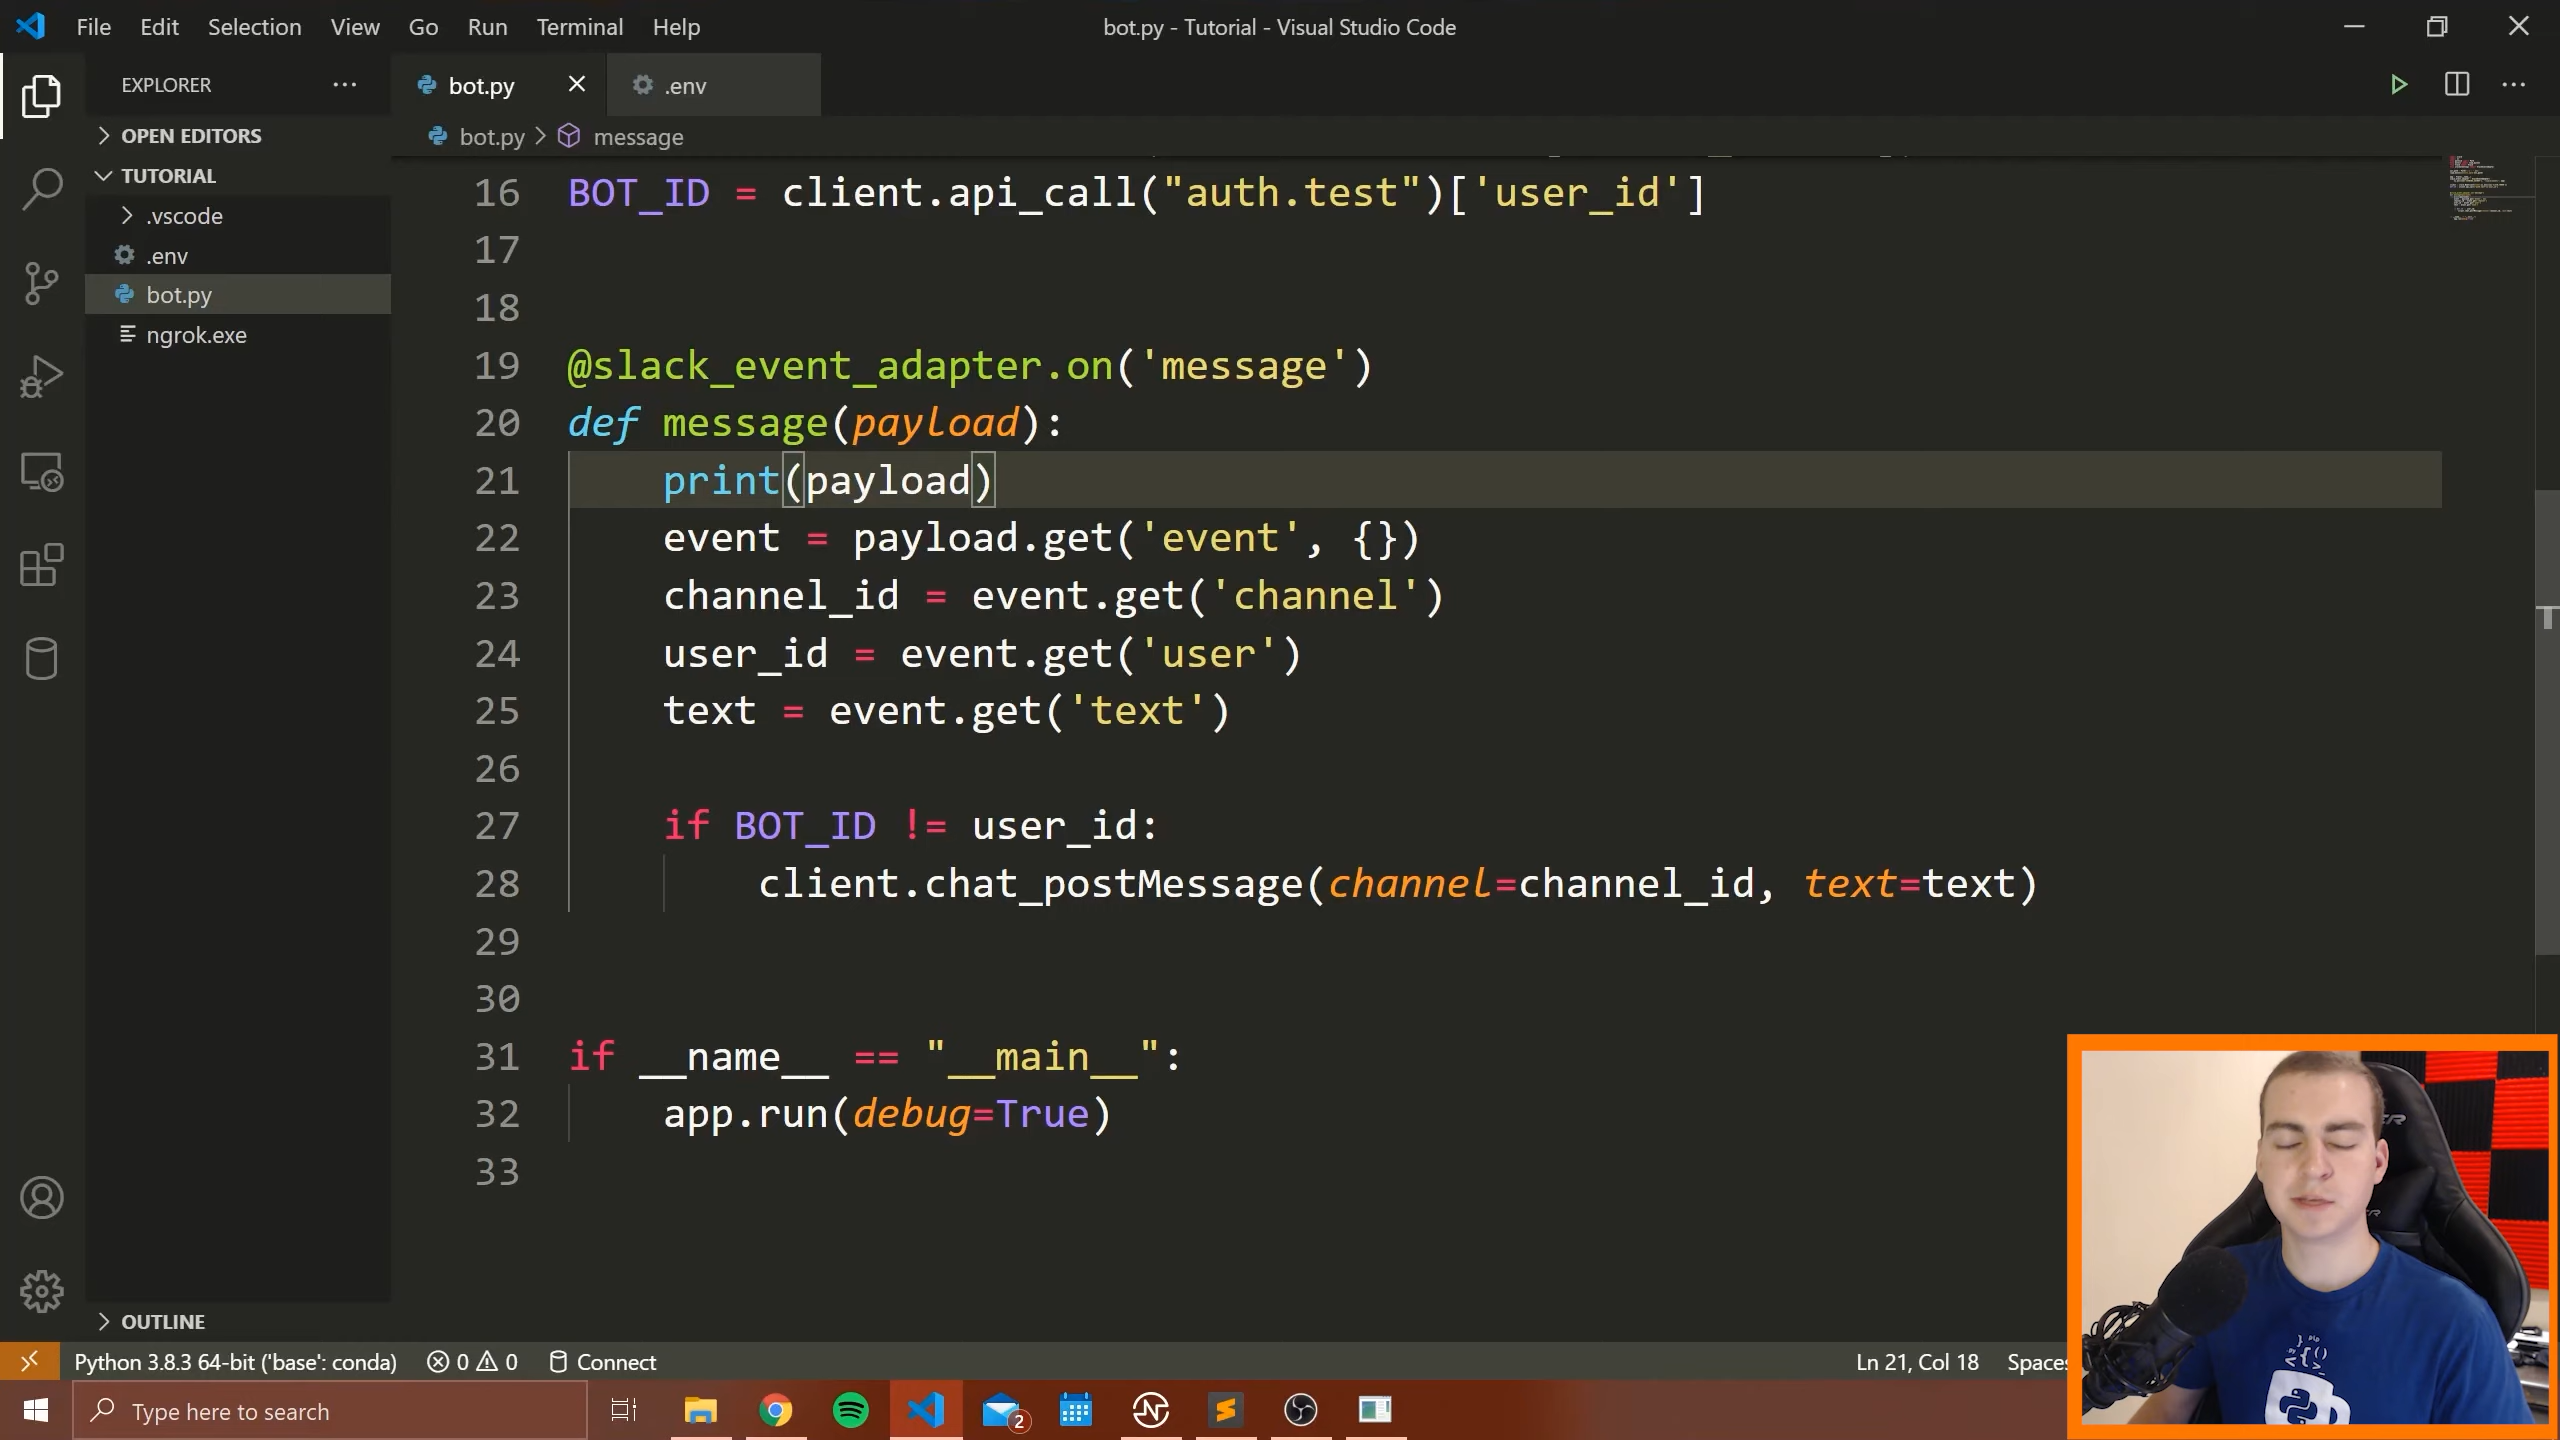 File Edit Selection View Go Run Terminal Help
bot.py - Tutorial - Visual Studio Code
EXPLORER
OPEN EDITORS
TUTORIAL
.vscode
.env
bot.py
ngrok.exe
OUTLINE
bot.py
.env
bot.py > message
16 BOT_ID = client.api_call("auth.test")['user_id']
17
18
19 @slack_event_adapter.on('message')
20 def message(payload):
21 print(payload)
22 event = payload.get('event', {})
23 channel_id = event.get('channel')
24 user_id = event.get('user')
25 text = event.get('text')
26
27 if BOT_ID != user_id:
28 client.chat_postMessage(channel=channel_id, text=text)
29
30
31 if __name__ == "__main__":
32 app.run(debug=True)
33
Python 3.8.3 64-bit ('base': conda) 0 0 Connect
Ln 21, Col 18
Type here to search
2